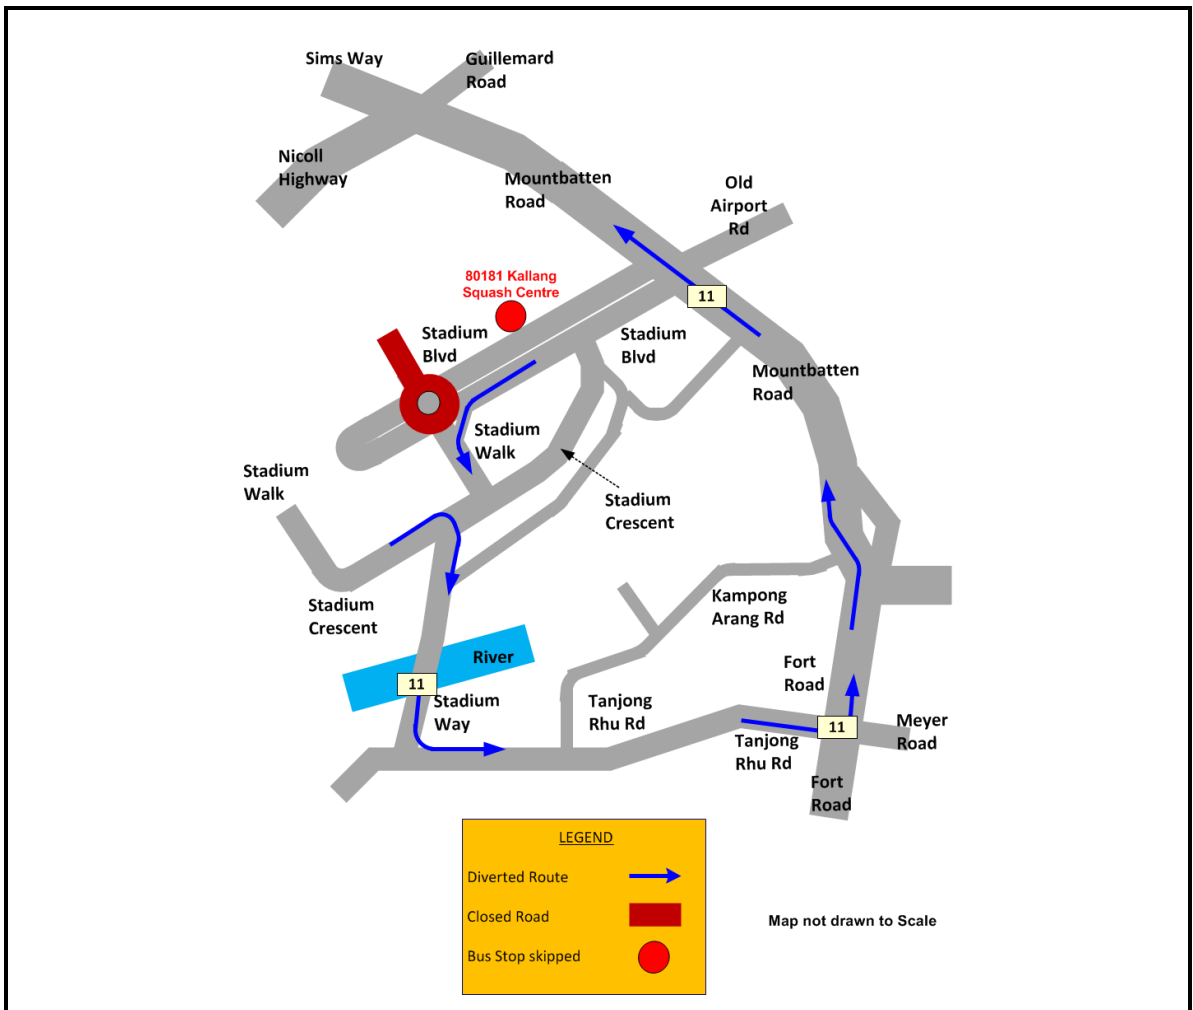 Sims Way
Guillemard
Road
Nicoll
Highway
Mountbatten
Road
Old
Airport
Rd
80181 Kallang
Squash Centre
11
Stadium
Blvd
Stadium
Blvd
Mountbatten
Road
Stadium
Walk
Stadium
Walk
Stadium
Crescent
Stadium
Crescent
Kampong
Arang Rd
River
11
Stadium
Way
Tanjong
Rhu Rd
Fort
Road
11
Meyer
Road
Tanjong
Rhu Rd
Fort
Road
LEGEND
Diverted Route
Closed Road
Bus Stop skipped
Map not drawn to Scale